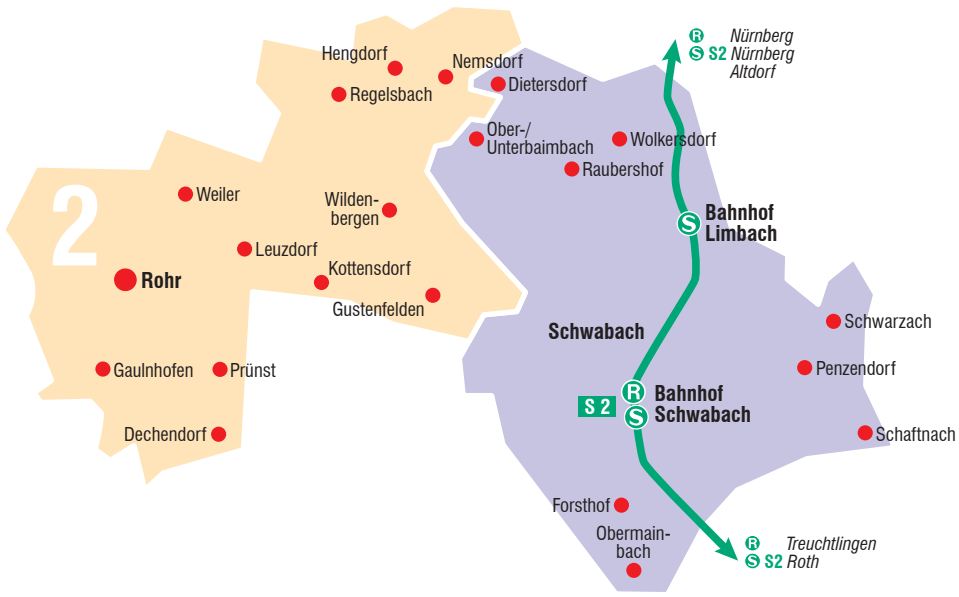 R Nürnberg
S S2 Nürnberg
Altdorf
Hengdorf
Nemsdorf
Dietersdorf
Regelsbach
Ober-/
Unterbaimbach
Wolkersdorf
Raubershof
2
Weiler
Wilden-
bergen
Bahnhof
Limbach
S
Leuzdorf
Kottensdorf
Rohr
Gustenfelden
Schwabach
Schwarzach
Gaulnhofen
Prünst
Penzendorf
R
S 2
S
Bahnhof
Schwabach
Dechendorf
Schaftnach
Forsthof
Obermain-
bach
R Treuchtlingen
S S2 Roth